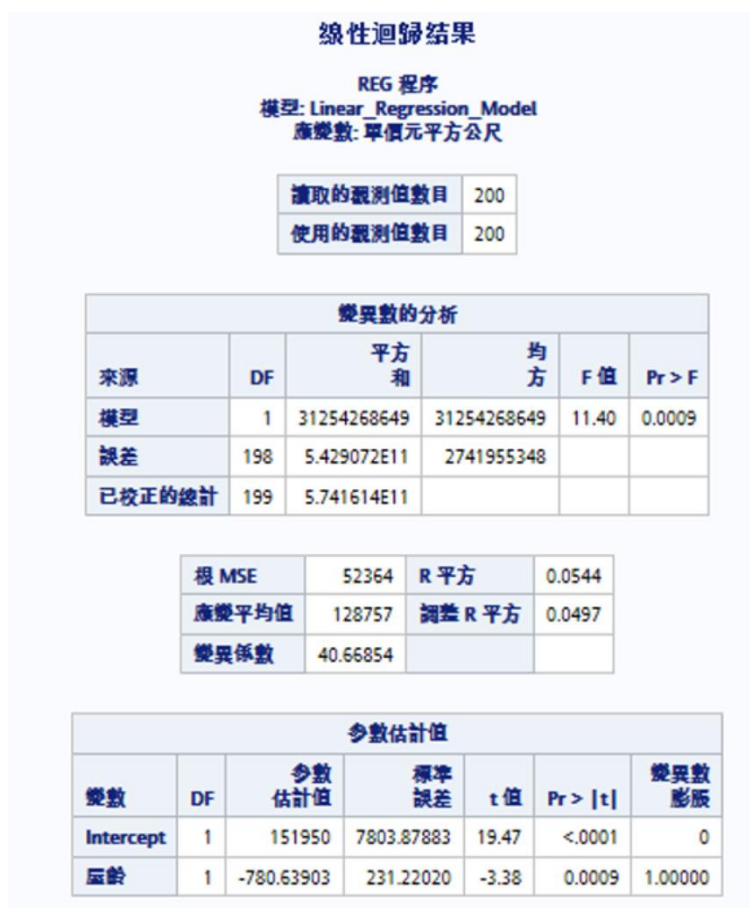 線性迴歸结果
REG 程序
模型: Linear_Regression_Model
應變數: 單價元平方公尺
讀取的觀測值數目 200
使用的觀測值數目 200
變異數的分析
來源 DF 平方和 均方 F 值 Pr > F
模型 1 31254268649 31254268649 11.40 0.0009
誤差 198 5.429072E11 2741955348
已校正的總計 199 5.741614E11
根 MSE 52364 R 平方 0.0544
應變平均值 128757 調整 R 平方 0.0497
變異係數 40.66854
參數估計值
變數 DF 參數估計值 標準誤差 t 值 Pr > |t| 變異數膨脹
Intercept 1 151950 7803.87883 19.47 <.0001 0
屋齡 1 -780.63903 231.22020 -3.38 0.0009 1.00000